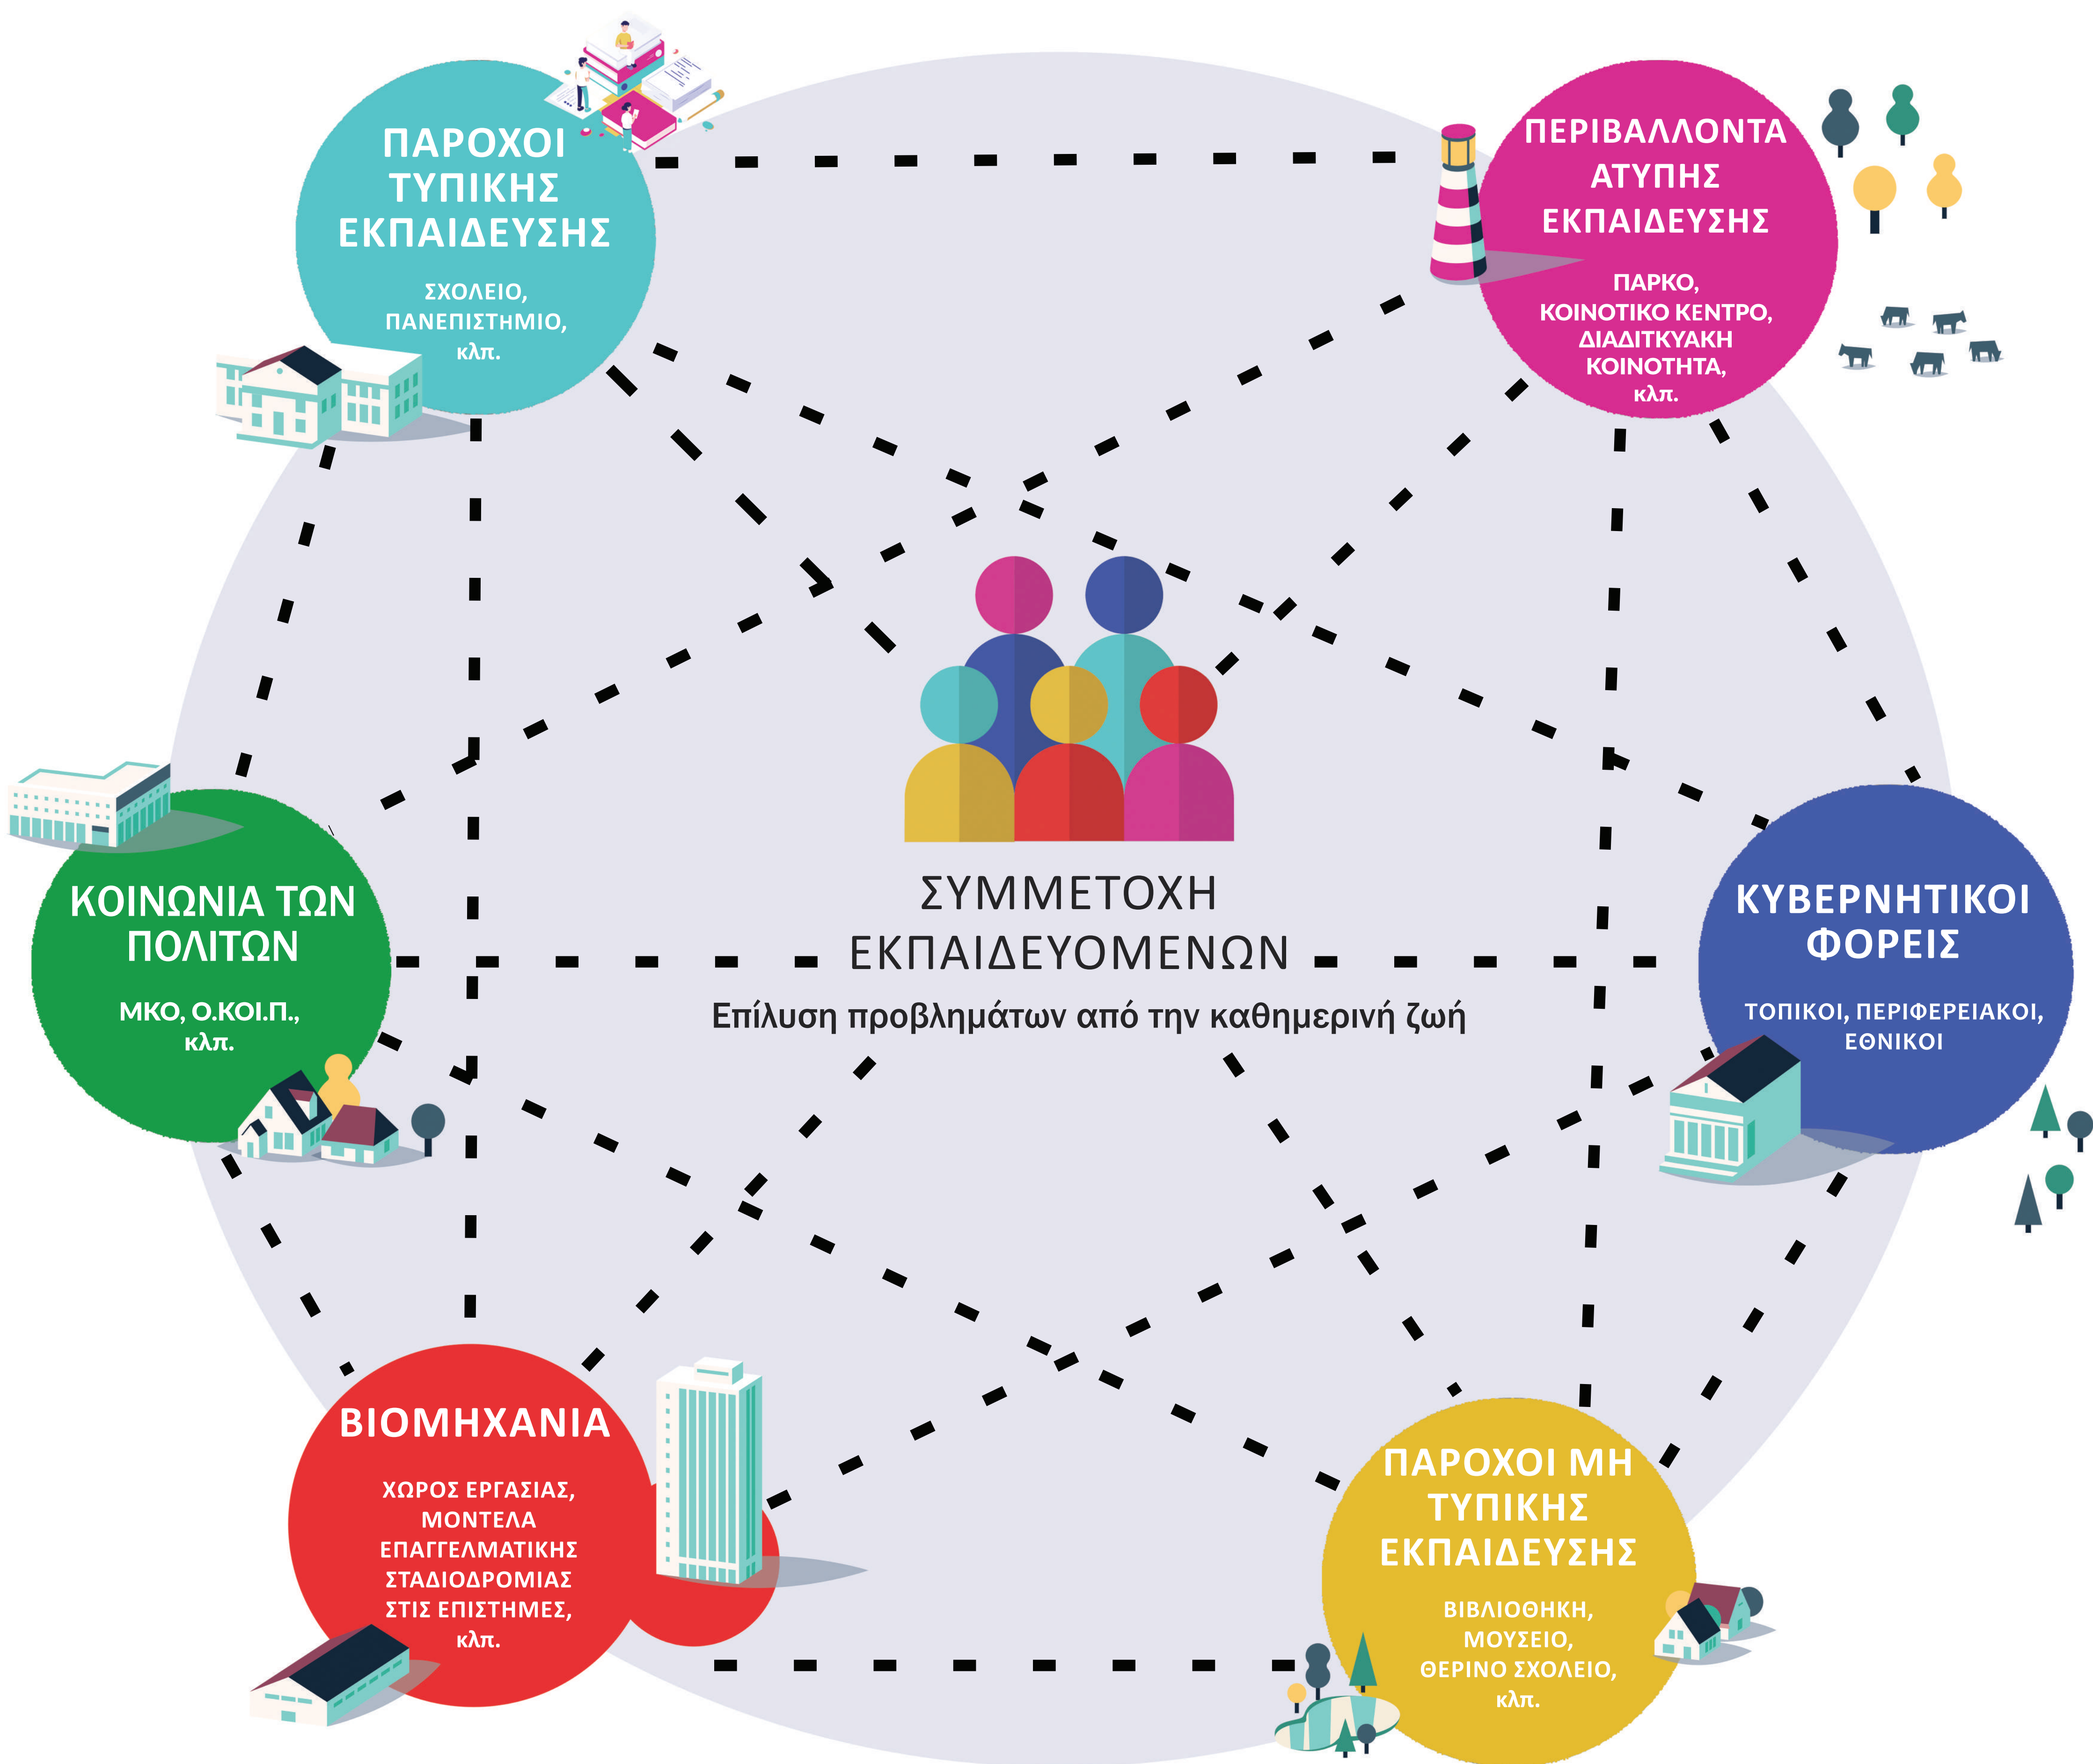 ΠΑΡΟΧΟΙ
ΤΥΠΙΚΗΣ
ΕΚΠΑΙΔΕΥΣΗΣ
ΣΧΟΛΕΙΟ,
ΠΑΝΕΠΙΣΤΗΜΙΟ,
κλπ.
ΠΕΡΙΒΑΛΛΟΝΤΑ
ΑΤΥΠΗΣ
ΕΚΠΑΙΔΕΥΣΗΣ
ΠΑΡΚΟ,
ΚΟΙΝΟΤΙΚΟ ΚΕΝΤΡΟ,
ΔΙΑΔΙΤΚΥΑΚΗ
ΚΟΙΝΟΤΗΤΑ,
κλπ.
ΚΟΙΝΩΝΙΑ ΤΩΝ
ΠΟΛΙΤΩΝ
ΜΚΟ, Ο.ΚΟΙ.Π.,
κλπ.
ΣΥΜΜΕΤΟΧΗ
ΕΚΠΑΙΔΕΥΟΜΕΝΩΝ
Επίλυση προβλημάτων από την καθημερινή ζωή
ΚΥΒΕΡΝΗΤΙΚΟΙ
ΦΟΡΕΙΣ
ΤΟΠΙΚΟΙ, ΠΕΡΙΦΕΡΕΙΑΚΟΙ,
ΕΘΝΙΚΟΙ
ΒΙΟΜΗΧΑΝΙΑ
ΧΩΡΟΣ ΕΡΓΑΣΙΑΣ,
ΜΟΝΤΕΛΑ
ΕΠΑΓΓΕΛΜΑΤΙΚΗΣ
ΣΤΑΔΙΟΔΡΟΜΙΑΣ
ΣΤΙΣ ΕΠΙΣΤΗΜΕΣ,
κλπ.
ΠΑΡΟΧΟΙ ΜΗ
ΤΥΠΙΚΗΣ
ΕΚΠΑΙΔΕΥΣΗΣ
ΒΙΒΛΙΟΘΗΚΗ,
ΜΟΥΣΕΙΟ,
ΘΕΡΙΝΟ ΣΧΟΛΕΙΟ,
κλπ.